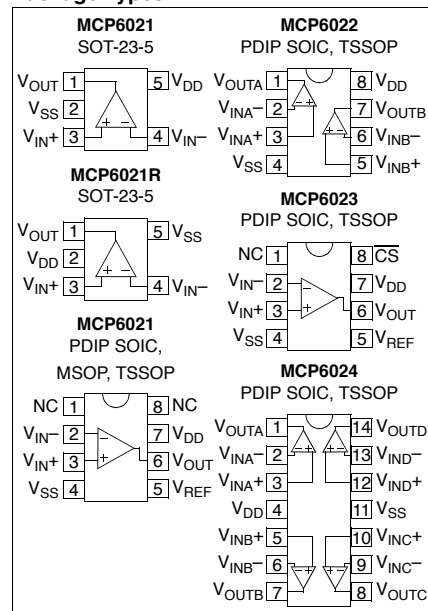 MCP6021
SOT-23-5
VOUT 1
VSS 2
VIN+ 3
5 VDD
4 VIN–
MCP6021R
SOT-23-5
VOUT 1
VDD 2
VIN+ 3
5 VSS
4 VIN–
MCP6021
PDIP SOIC,
MSOP, TSSOP
NC 1
VIN– 2
VIN+ 3
VSS 4
8 NC
7 VDD
6 VOUT
5 VREF
MCP6022
PDIP SOIC, TSSOP
VOUTA 1
VINA– 2
VINA+ 3
VSS 4
8 VDD
7 VOUTB
6 VINB–
5 VINB+
MCP6023
PDIP SOIC, TSSOP
NC 1
VIN– 2
VIN+ 3
VSS 4
8 CS
7 VDD
6 VOUT
5 VREF
MCP6024
PDIP SOIC, TSSOP
VOUTA 1
VINA– 2
VINA+ 3
VDD 4
VINB+ 5
VINB– 6
VOUTB 7
14 VOUTD
13 VIND–
12 VIND+
11 VSS
10 VINC+
9 VINC–
8 VOUTC